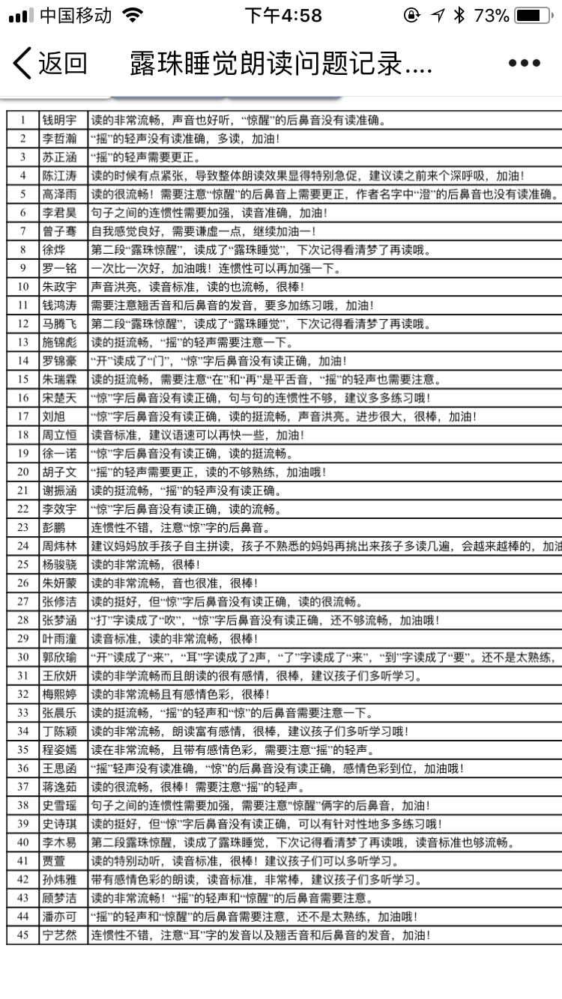 中国移动 下午4:58 73%
返回 露珠睡觉朗读问题记录....
1 钱明宇 读的非常流畅，声音也好听，“惊醒”的后鼻音没有读准确。
2 李哲瀚 “摇”的轻声没有读准确，多读，加油！
3 苏正涵 “摇”的轻声需要更正。
4 陈江涛 读的时候有点紧张，导致整体朗读效果显得特别急促，建议读之前来个深呼吸，加油！
5 高泽雨 读的很流畅！需要注意“惊醒”的后鼻音上需要更正，作者名字中“澄”的后鼻音也没有读准确。
6 李君昊 句子之间的连惯性需要加强，读音准确，加油！
7 曾子骞 自我感觉良好，需要谦虚一点，继续加油一！
8 徐烨 第二段“露珠惊醒”，读成了“露珠睡觉”，下次记得看清梦了再读哦。
9 罗一铭 一次比一次好，加油哦！连惯性可以再加强一下。
10 朱政宇 声音洪亮，读音标准，读的也流畅，很棒！
11 钱鸿涛 需要注意翘舌音和后鼻音的发音，要多加练习哦，加油！
12 马腾飞 第二段“露珠惊醒”，读成了“露珠睡觉”，下次记得看清梦了再读哦。
13 施锦彪 读的挺流畅，“摇”的轻声需要注意一下。
14 罗锦豪 “开”读成了“门”，“惊”字后鼻音没有读正确，加油！
15 朱瑞霖 读的挺流畅，需要注意“在”和“再”是平舌音，“摇”的轻声也需要注意。
16 宋楚天 “惊”字后鼻音没有读正确，句与句的连惯性不够，建议多多练习哦！
17 刘旭 “惊”字后鼻音没有读正确，读的挺流畅，声音洪亮。进步很大，很棒，加油！
18 周立恒 读音标准，建议语速可以再快一些，加油！
19 徐一诺 “惊”字后鼻音没有读正确，读的挺流畅。
20 胡子文 “摇”的轻声需要更正，读的不够熟练，加油哦！
21 谢振涵 读的挺流畅，“摇”的轻声没有读正确。
22 李效宇 “惊”字后鼻音没有读正确，读的流畅。
23 彭鹏 连惯性不错，注意“惊”字的后鼻音。
24 周炜林 建议妈妈放手孩子自主拼读，孩子不熟悉的妈妈再挑出来孩子多读几遍，会越来越棒的，加油
25 杨骏骁 读的非常流畅，很棒！
26 朱妍蒙 读的非常流畅，音也很准，很棒！
27 张修洁 读的挺好，但“惊”字后鼻音没有读正确，读的很流畅。
28 张梦涵 “打”字读成了“吹”，“惊”字后鼻音没有读正确，还不够流畅，加油哦！
29 叶雨潼 读音标准，读的非常流畅，很棒！
30 郭欣瑜 “开”读成了“来”，“耳”字读成了2声，“了”字读成了“来”，“到”字读成了“要”。还不是太熟练，
31 王欣妍 读的非学流畅而且朗读的很有感情，很棒，建议孩子们多听学习。
32 梅熙婷 读的非常流畅且有感情色彩，很棒！
33 张晨乐 读的挺流畅，“摇”的轻声和“惊”的后鼻音需要注意一下。
34 丁陈颖 读的非常流畅，朗读富有感情，很棒，建议孩子们多听学习哦！
35 程姿嫣 读在非常流畅，且带有感情色彩，需要注意“摇”的轻声。
36 王思函 “摇”轻声没有读准确，“惊”的后鼻音没有读正确，感情色彩到位，加油哦！
37 蒋逸茹 读的很流畅，很棒！需要注意“摇”的轻声。
38 史雪瑶 句子之间的连惯性需要加强，需要注意"惊醒”俩字的后鼻音，加油！
39 史诗琪 读的挺好，但“惊”字后鼻音没有读正确，可以有针对性地多多练习哦！
40 李木易 第二段露珠惊醒，读成了露珠睡觉，下次记得看清梦了再读哦，读音标准也够流畅。
41 贾萱 读的特别动听，读音标准，很棒！建议孩子们可以多听学习。
42 孙炜雅 带有感情色彩的朗读，读音标准，非常棒，建议孩子们多听学习。
43 顾梦洁 读的非常流畅！“摇”的轻声和“惊醒”的后鼻音需要注意。
44 潘亦可 “摇”的轻声和“惊醒”的后鼻音需要注意，还不是太熟练，加油哦！
45 宁艺然 连惯性不错，注意“耳”字的发音以及翘舌音和后鼻音的发音，加油！